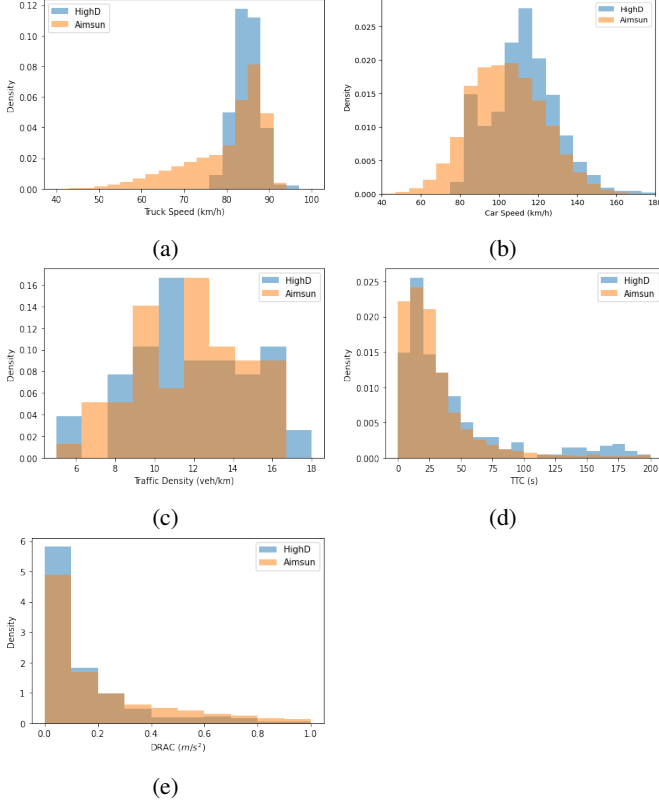 0.12
0.10
0.08
0.06
0.04
0.02
0.00
Density
HighD
Aimsun
40 50 60 70 80 90 100
Truck Speed (km/h)
(a)
0.025
0.020
0.015
0.010
0.005
0.000
Density
HighD
Aimsun
40 60 80 100 120 140 160 180
Car Speed (km/h)
(b)
0.16
0.14
0.12
0.10
0.08
0.06
0.04
0.02
0.00
Density
HighD
Aimsun
6 8 10 12 14 16 18
Traffic Density (veh/km)
(c)
0.025
0.020
0.015
0.010
0.005
0.000
Density
HighD
Aimsun
0 25 50 75 100 125 150 175 200
TTC (s)
(d)
6
5
4
3
2
1
0
Density
HighD
Aimsun
0.0 0.2 0.4 0.6 0.8 1.0
DRAC (m/s²)
(e)